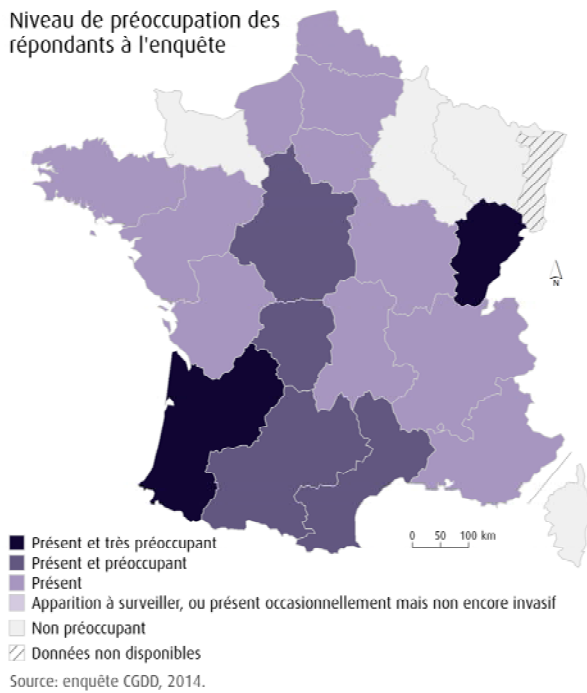 Niveau de préoccupation des
répondants à l'enquête
N
0 50 100 km
Présent et très préoccupant
Présent et préoccupant
Présent
Apparition à surveiller, ou présent occasionnellement mais non encore invasif
Non préoccupant
Données non disponibles
Source: enquête CGDD, 2014.